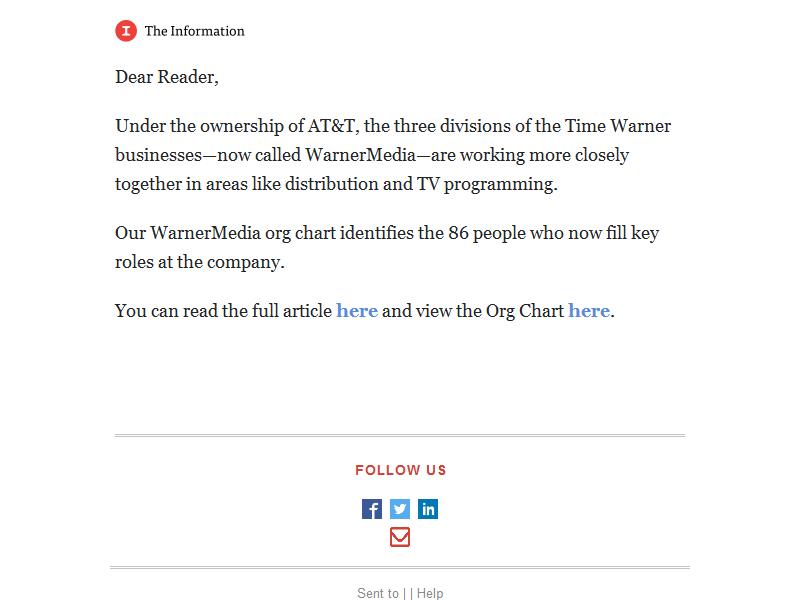 The Information
Dear Reader,
Under the ownership of AT&T, the three divisions of the Time Warner
businesses—now called WarnerMedia—are working more closely
together in areas like distribution and TV programming.
Our WarnerMedia org chart identifies the 86 people who now fill key
roles at the company.
You can read the full article here and view the Org Chart here.
FOLLOW US
Sent to | | Help